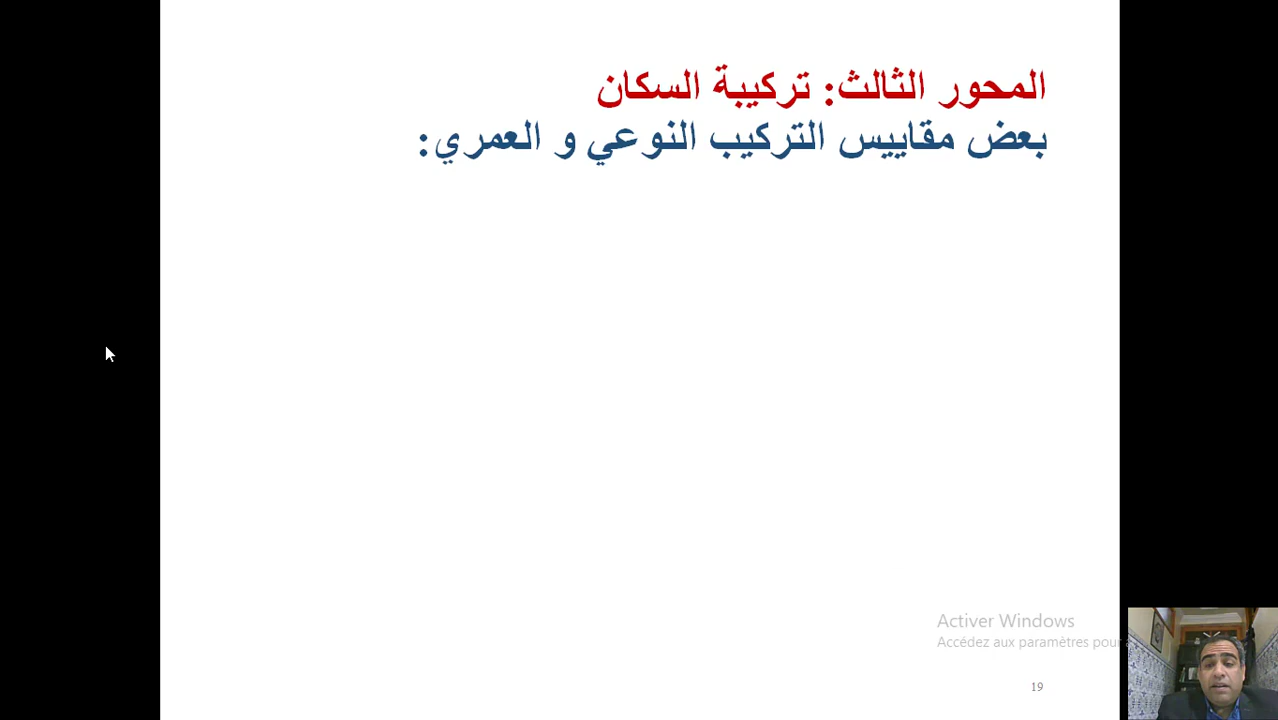 المحور الثالث: تركيبة السكان
بعض مقاييس التركيب النوعي و العمري:
Activer Windows
Accédez aux paramètres pour
19